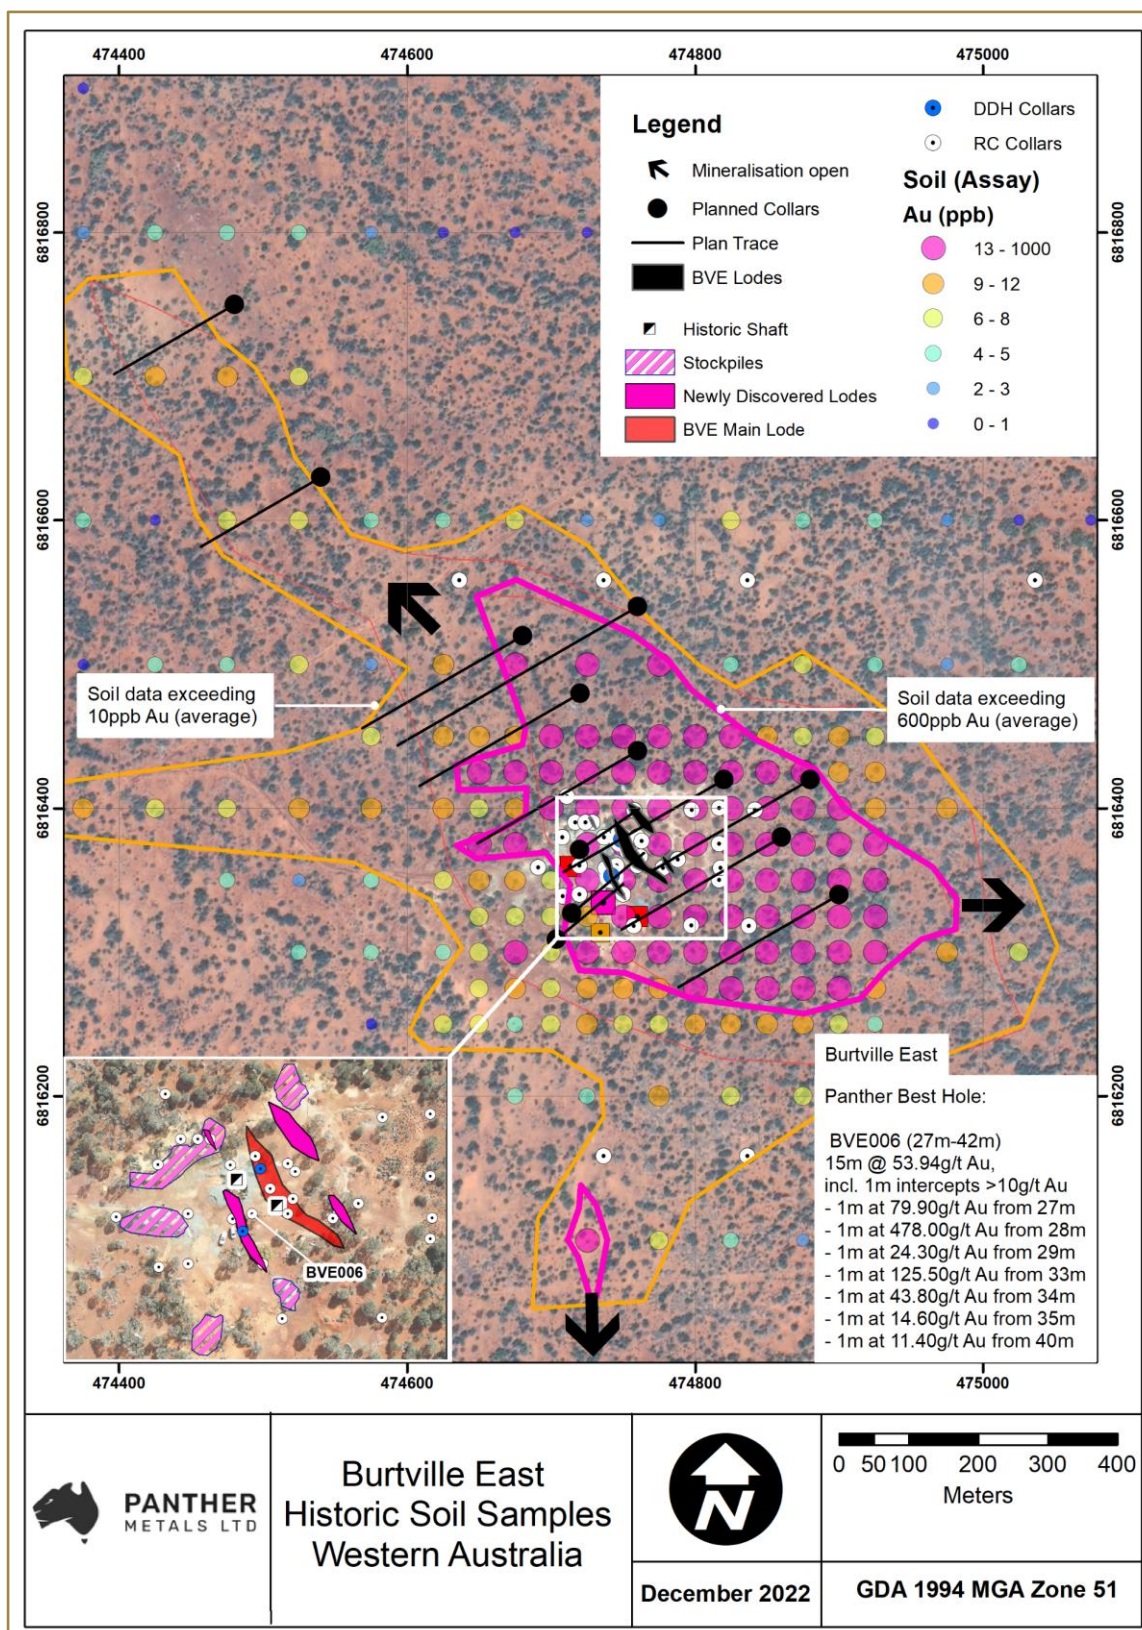 474400
474600
474800
475000
6816800
6816600
6816400
6816200
6816800
6816600
6816400
6816200
Legend
Mineralisation open
Planned Collars
Plan Trace
BVE Lodes
Historic Shaft
Stockpiles
Newly Discovered Lodes
BVE Main Lode
DDH Collars
RC Collars
Soil (Assay)
Au (ppb)
13 - 1000
9 - 12
6 - 8
4 - 5
2 - 3
0 - 1
Soil data exceeding
10ppb Au (average)
Soil data exceeding
600ppb Au (average)
BVE006
Burtville East
Panther Best Hole:
BVE006 (27m-42m)
15m @ 53.94g/t Au,
incl. 1m intercepts >10g/t Au
- 1m at 79.90g/t Au from 27m
- 1m at 478.00g/t Au from 28m
- 1m at 24.30g/t Au from 29m
- 1m at 125.50g/t Au from 33m
- 1m at 43.80g/t Au from 34m
- 1m at 14.60g/t Au from 35m
- 1m at 11.40g/t Au from 40m
474400
474600
474800
475000
PANTHER
METALS LTD
Burtville East
Historic Soil Samples
Western Australia
N
December 2022
0 50 100 200 300 400
Meters
GDA 1994 MGA Zone 51